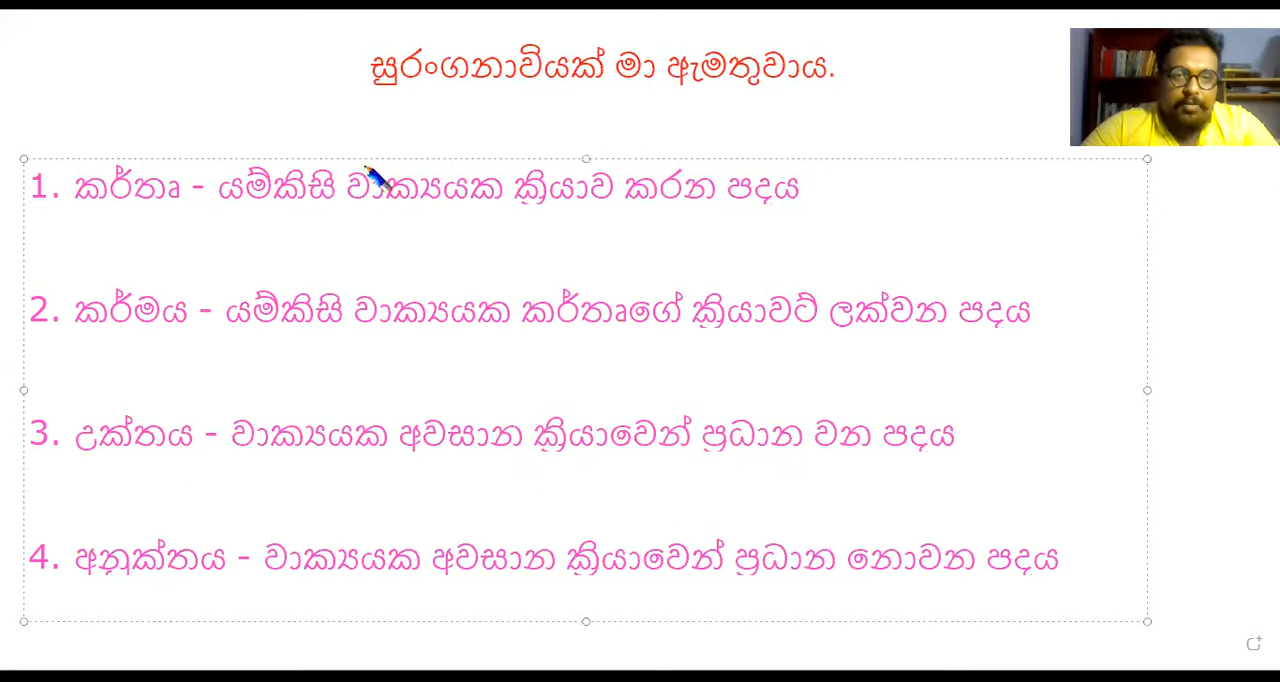 සුරංගනාවියක් මා ඇමතුවාය.
1. කර්තෘ - යම්කිසි වාක්‍යයක ක්‍රියාව කරන පදය
2. කර්මය - යම්කිසි වාක්‍යයක කර්තෘගේ ක්‍රියාවට් ලක්වන පදය
3. උක්තය - වාක්‍යයක අවසාන ක්‍රියාවෙන් ප්‍රධාන වන පදය
4. අනුක්තය - වාක්‍යයක අවසාන ක්‍රියාවෙන් ප්‍රධාන නොවන පදය